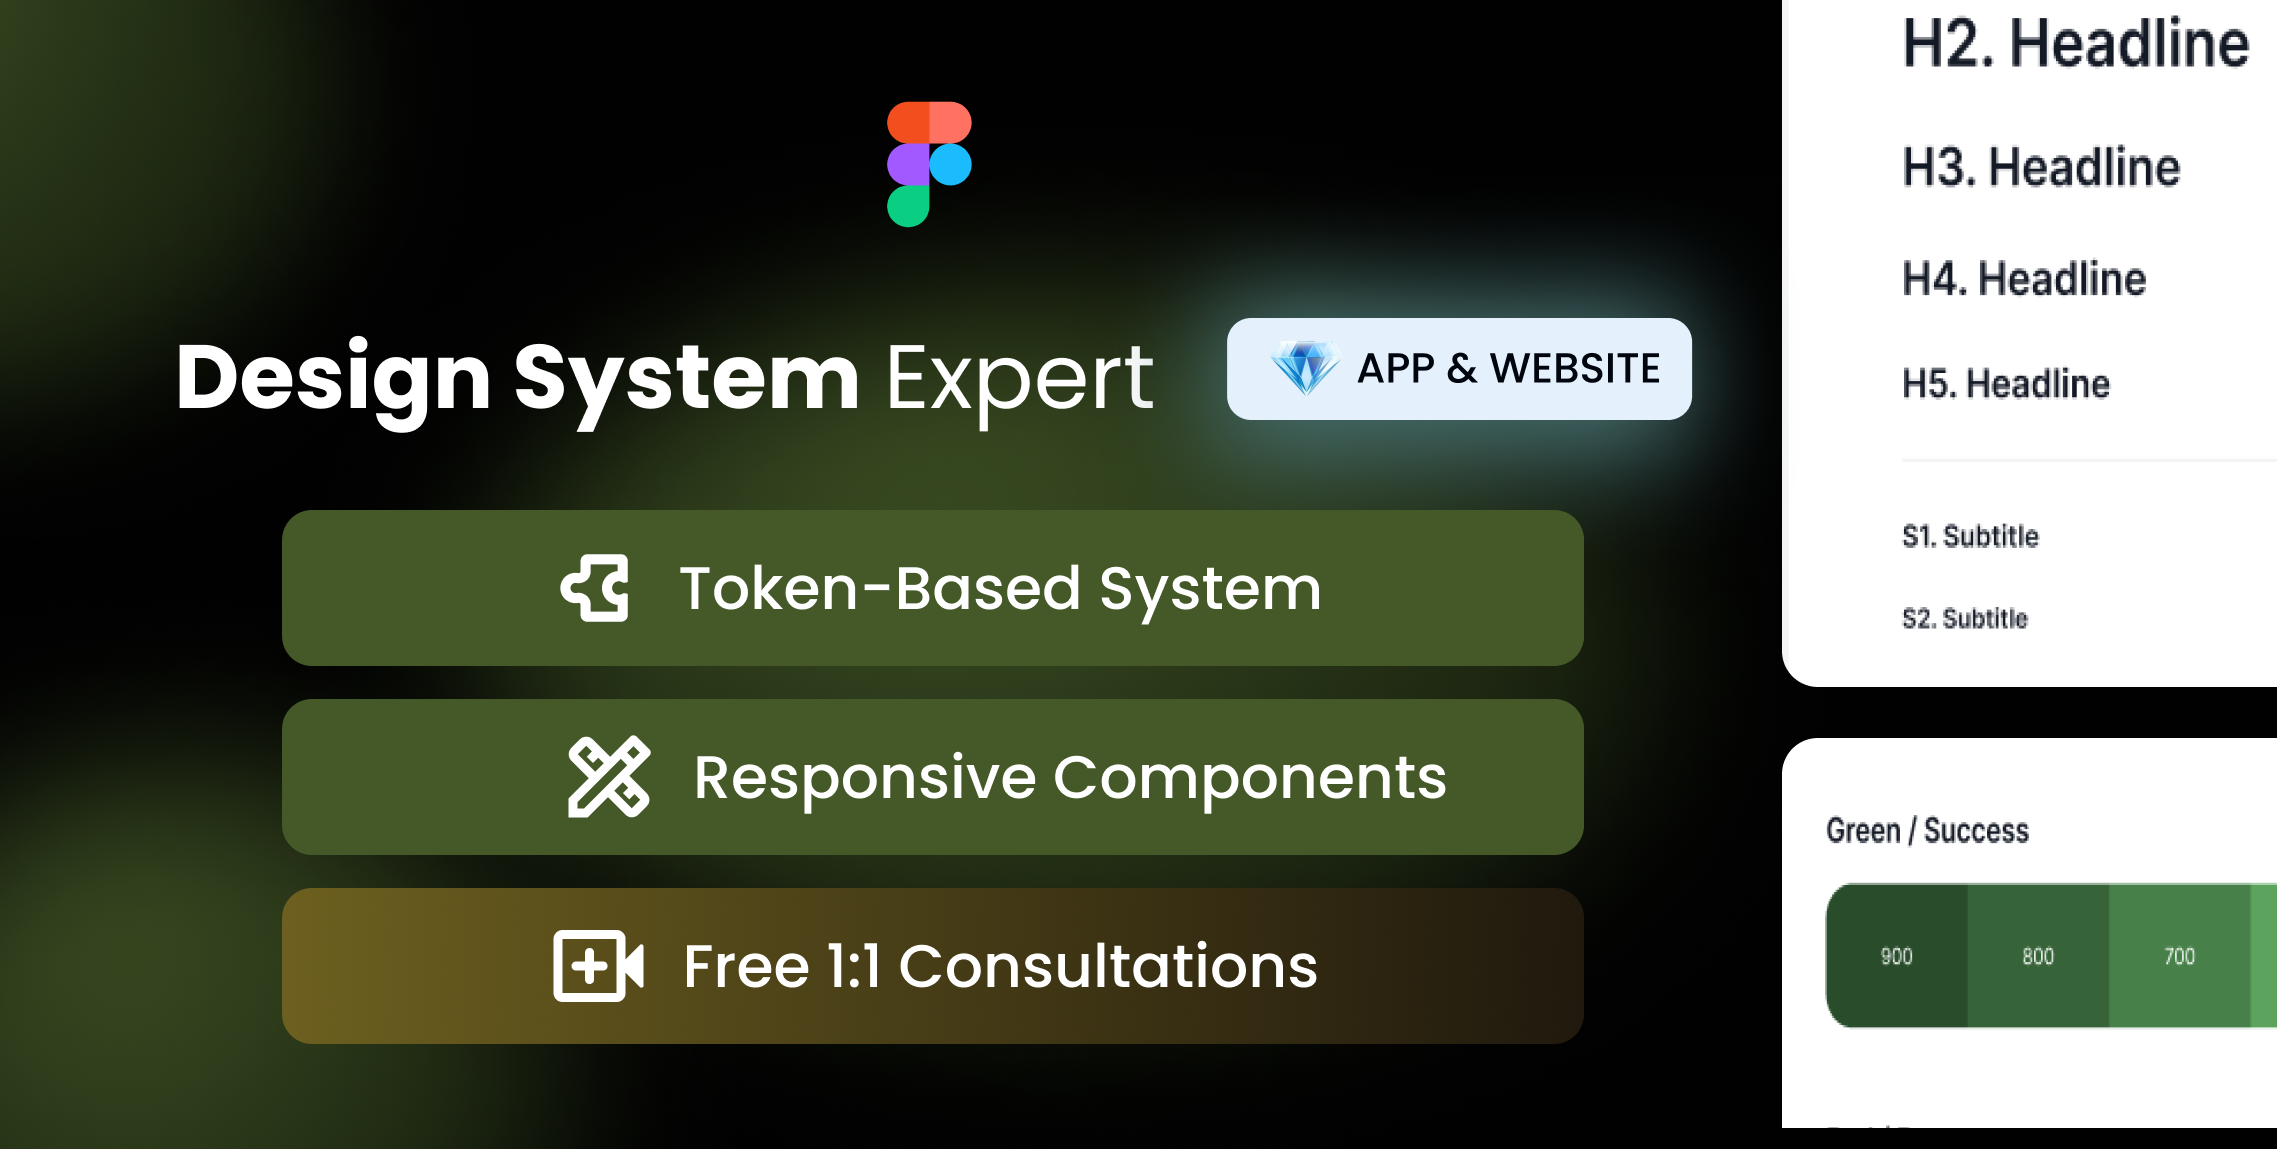 Design System Expert
APP & WEBSITE
Token-Based System
Responsive Components
Free 1:1 Consultations
H2. Headline
H3. Headline
H4. Headline
H5. Headline
S1. Subtitle
S2. Subtitle
Green / Success
900
800
700